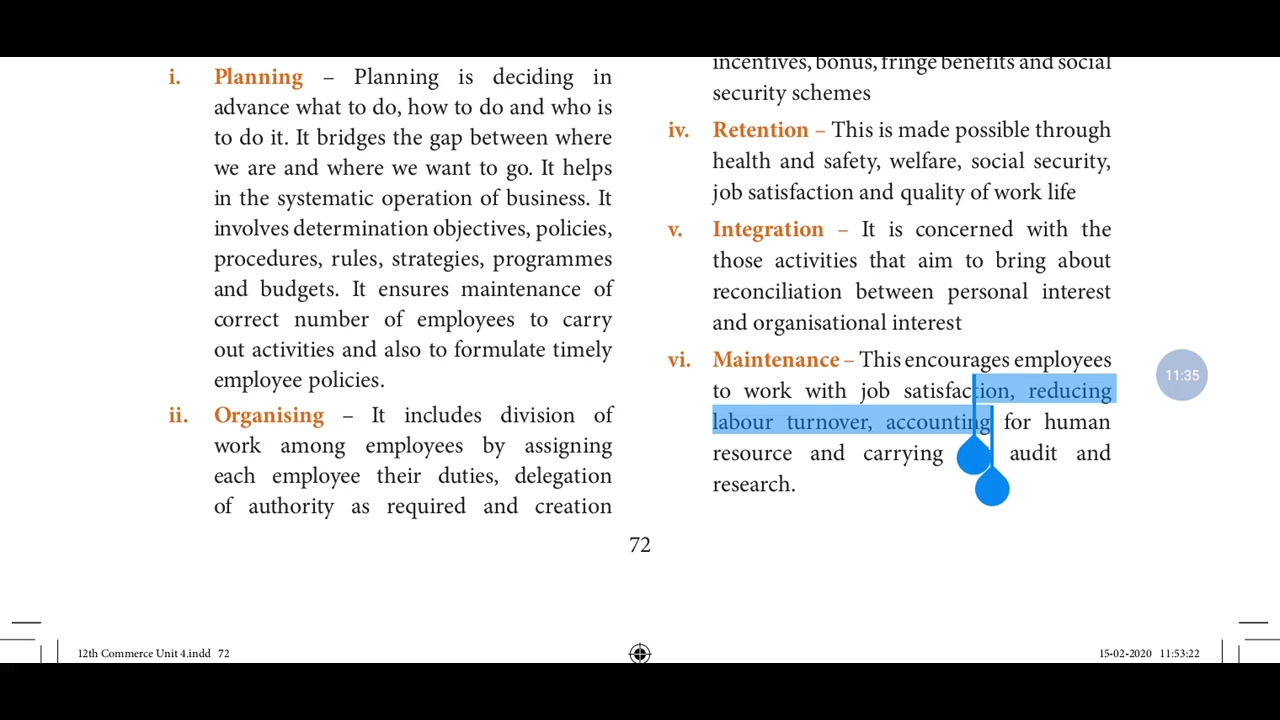 i. Planning – Planning is deciding in
advance what to do, how to do and who is
to do it. It bridges the gap between where
we are and where we want to go. It helps
in the systematic operation of business. It
involves determination objectives, policies,
procedures, rules, strategies, programmes
and budgets. It ensures maintenance of
correct number of employees to carry
out activities and also to formulate timely
employee policies.
ii. Organising – It includes division of
work among employees by assigning
each employee their duties, delegation
of authority as required and creation
incentives, bonus, fringe benefits and social
security schemes
iv. Retention – This is made possible through
health and safety, welfare, social security,
job satisfaction and quality of work life
v. Integration – It is concerned with the
those activities that aim to bring about
reconciliation between personal interest
and organisational interest
vi. Maintenance – This encourages employees
to work with job satisfaction, reducing
labour turnover, accounting for human
resource and carrying audit and
research.
11:35
72
12th Commerce Unit 4.indd 72
15-02-2020 11:53:22